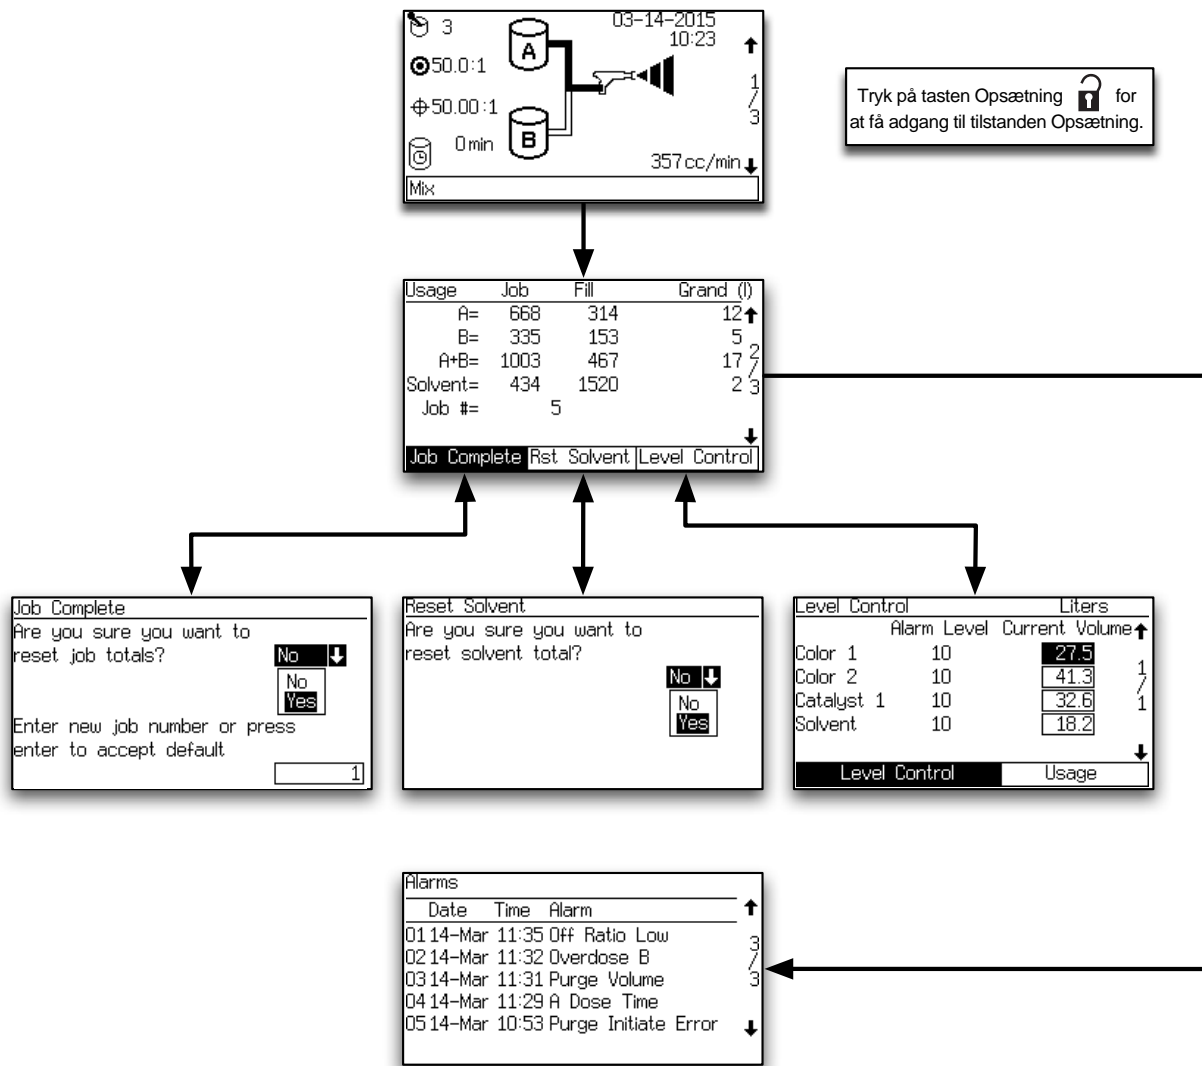 3
03-14-2015
10:23
A
50.0:1
1
/
3
50.00:1
0min
B
357cc/min
Mix
Tryk på tasten Opsætning for
at få adgang til tilstanden Opsætning.
Usage Job Fill Grand (l)
A= 668 314 12
B= 335 153 5
A+B= 1003 467 17
Solvent= 434 1520 2
2
/
3
Job #= 5
Job Complete Rst Solvent Level Control
Job Complete
Are you sure you want to
reset job totals? No
No
Yes
Enter new job number or press
enter to accept default
1
Reset Solvent
Are you sure you want to
reset solvent total?
No
No
Yes
Level Control Liters
Alarm Level Current Volume
Color 1 10 27.5
Color 2 10 41.3
Catalyst 1 10 32.6
Solvent 10 18.2
1
/
1
Level Control Usage
Alarms
Date Time Alarm
01 14-Mar 11:35 Off Ratio Low
02 14-Mar 11:32 Overdose B
03 14-Mar 11:31 Purge Volume
04 14-Mar 11:29 A Dose Time
05 14-Mar 10:53 Purge Initiate Error
3
/
3